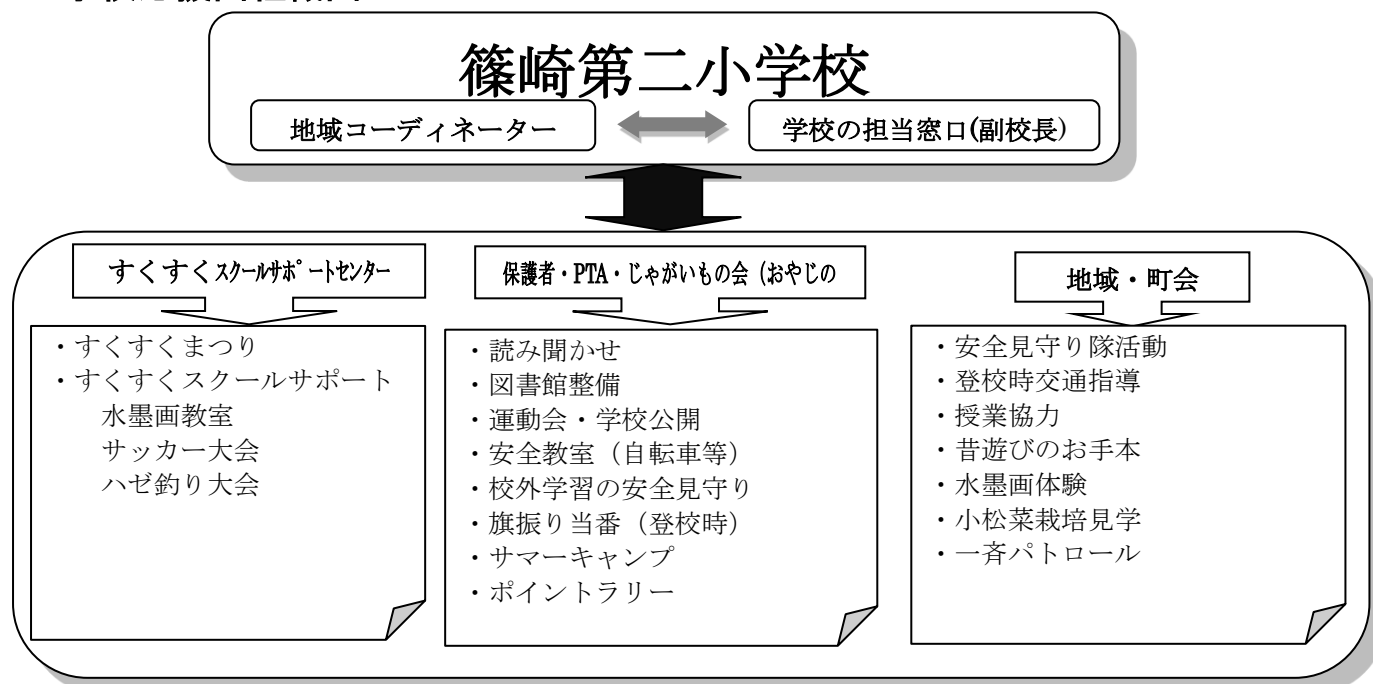 篠崎第二小学校
地域コーディネーター
学校の担当窓口(副校長)
すくすくスクールサポートセンター
・すくすくまつり
・すくすくスクールサポート
水墨画教室
サッカー大会
ハゼ釣り大会
保護者・PTA・じゃがいもの会(おやじの
・読み聞かせ
・図書館整備
・運動会・学校公開
・安全教室(自転車等)
・校外学習の安全見守り
・旗振り当番(登校時)
・サマーキャンプ
・ポイントラリー
地域・町会
・安全見守り隊活動
・登校時交通指導
・授業協力
・昔遊びのお手本
・水墨画体験
・小松菜栽培見学
・一斉パトロール